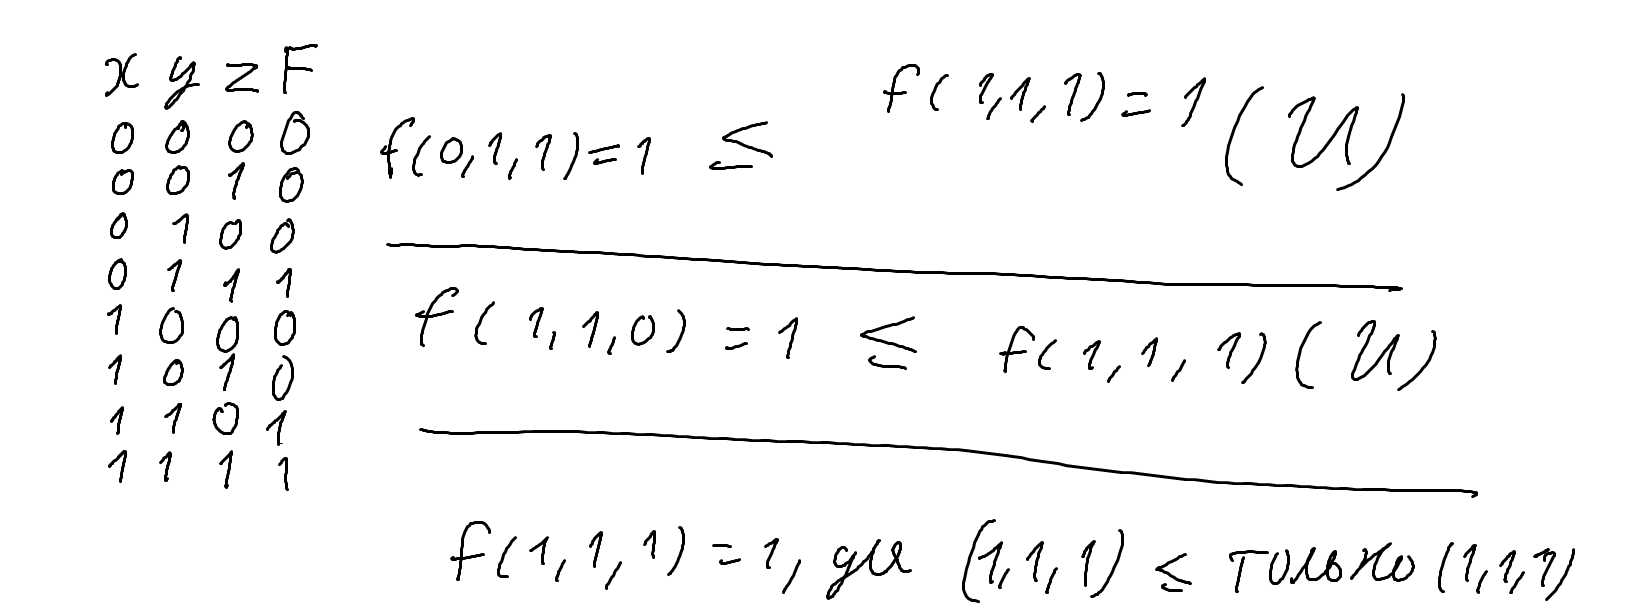 x y z F
0 0 0 0
0 0 1 0
0 1 0 0
0 1 1 1
1 0 0 0
1 0 1 0
1 1 0 1
1 1 1 1
f(0,1,1)=1 ≤ f(1,1,1)=1 (И)
f(1,1,0)=1 ≤ f(1,1,1) (И)
f(1,1,1)=1, ди (1,1,1) ≤ только (1,1,1)